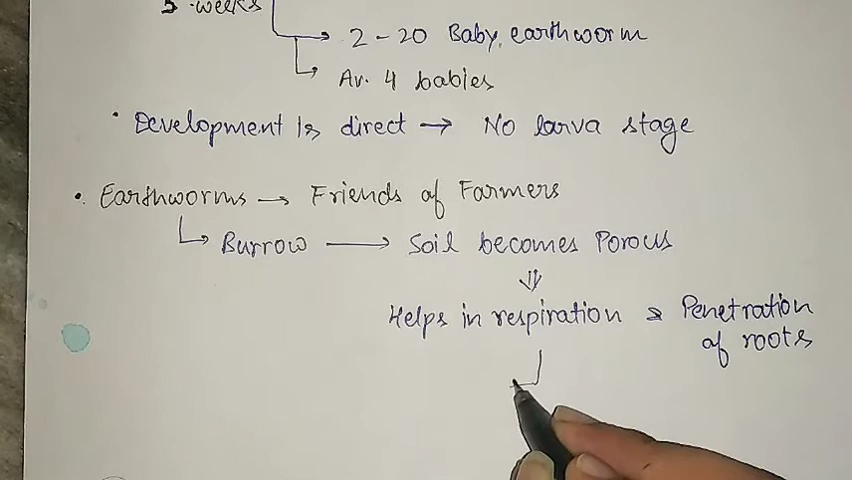 3 weeks
2 - 20 Baby earthworm
Av. 4 babies
• Development Is direct → No larva stage
• Earthworms → Friends of Farmers
Burrow → Soil becomes Porous
⇓
Helps in respiration & Penetration
of roots